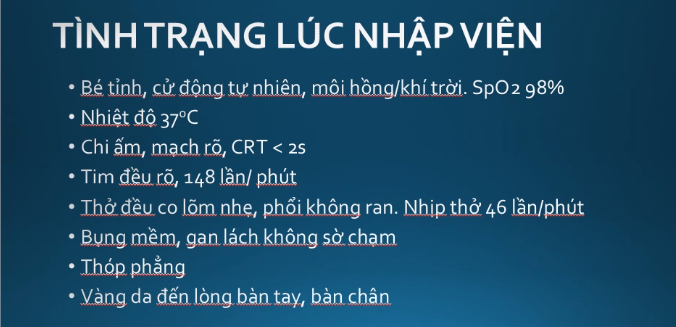 TÌNH TRẠNG LÚC NHẬP VIỆN
• Bé tỉnh, cử động tự nhiên, môi hồng/khí trời. SpO2 98%
• Nhiệt độ 37°C
• Chi ấm, mạch rõ, CRT < 2s
• Tim đều rõ, 148 lần/ phút
• Thở đều co lõm nhẹ, phổi không ran. Nhịp thở 46 lần/phút
• Bụng mềm, gan lách không sờ chạm
• Thóp phẳng
• Vàng da đến lòng bàn tay, bàn chân